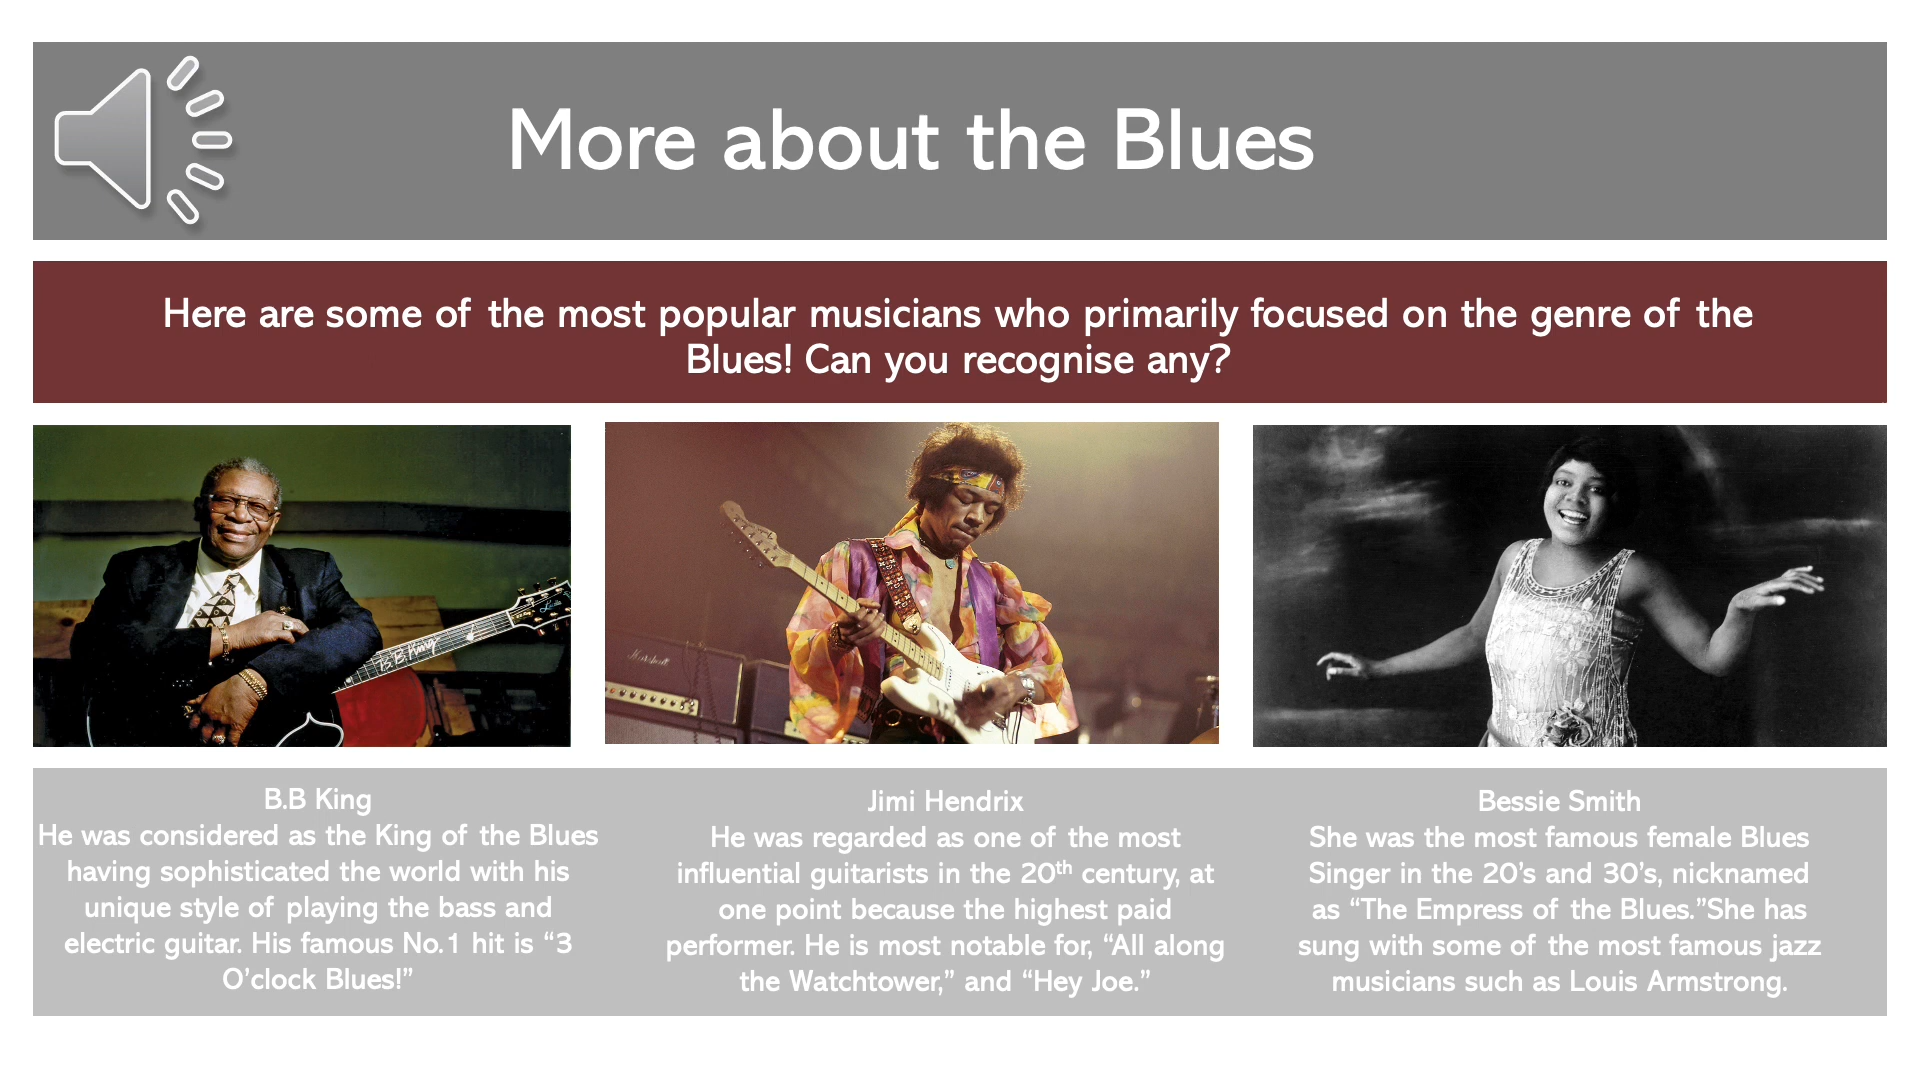 More about the Blues
Here are some of the most popular musicians who primarily focused on the genre of the
Blues! Can you recognise any?
B.B. King
Marshall
B.B King
He was considered as the King of the Blues
having sophisticated the world with his
unique style of playing the bass and
electric guitar. His famous No.1 hit is “3
O’clock Blues!”
Jimi Hendrix
He was regarded as one of the most
influential guitarists in the 20th century, at
one point because the highest paid
performer. He is most notable for, “All along
the Watchtower,” and “Hey Joe.”
Bessie Smith
She was the most famous female Blues
Singer in the 20’s and 30’s, nicknamed
as “The Empress of the Blues.”She has
sung with some of the most famous jazz
musicians such as Louis Armstrong.